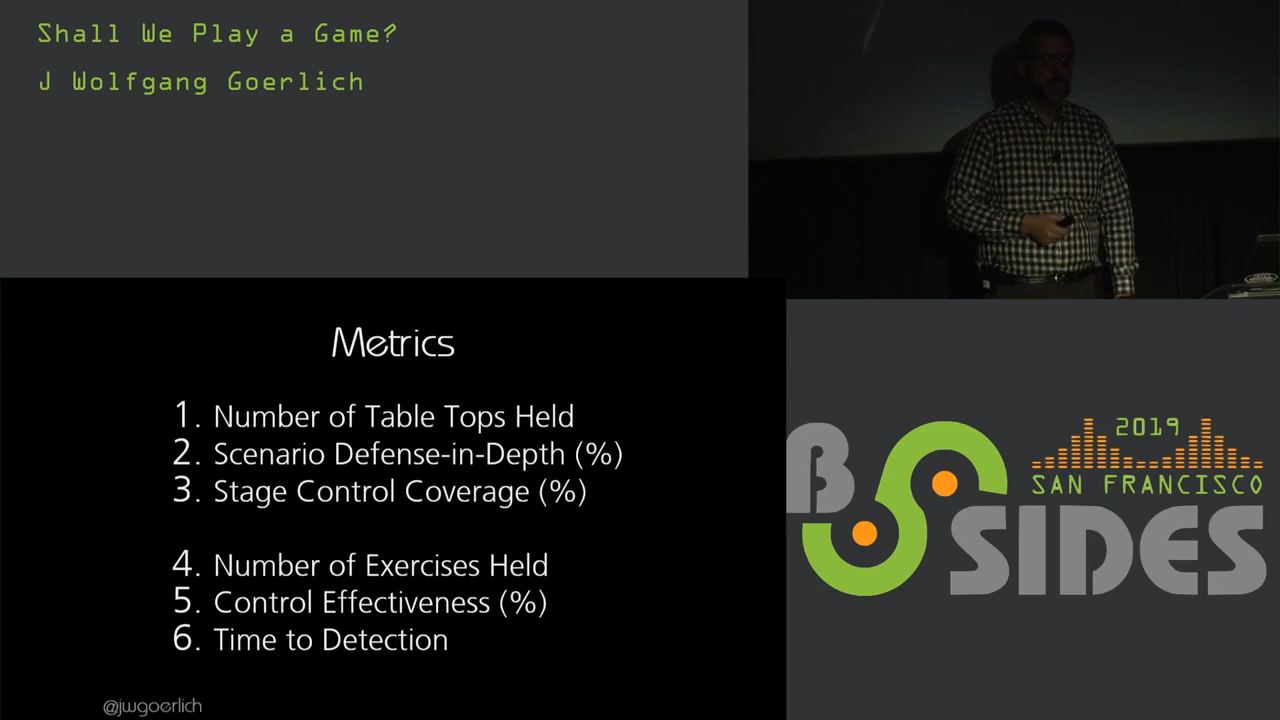 Shall We Play a Game?
J Wolfgang Goerlich
Metrics
1. Number of Table Tops Held
2. Scenario Defense-in-Depth (%)
3. Stage Control Coverage (%)
4. Number of Exercises Held
5. Control Effectiveness (%)
6. Time to Detection
@jwgoerlich
2019
SAN FRANCISCO
BSIDES